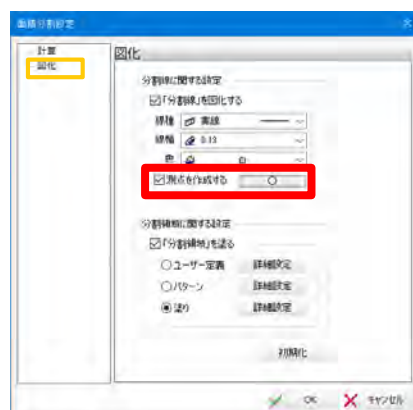 面積分割設定
計算
図化
図化
分割線に関する設定
「分割線」を図化する
線種 実線
線幅 0.13
色
測点を作成する
分割領域に関する設定
「分割領域」を塗る
ユーザー定義 詳細設定
パターン 詳細設定
塗り 詳細設定
初期化
OK キャンセル